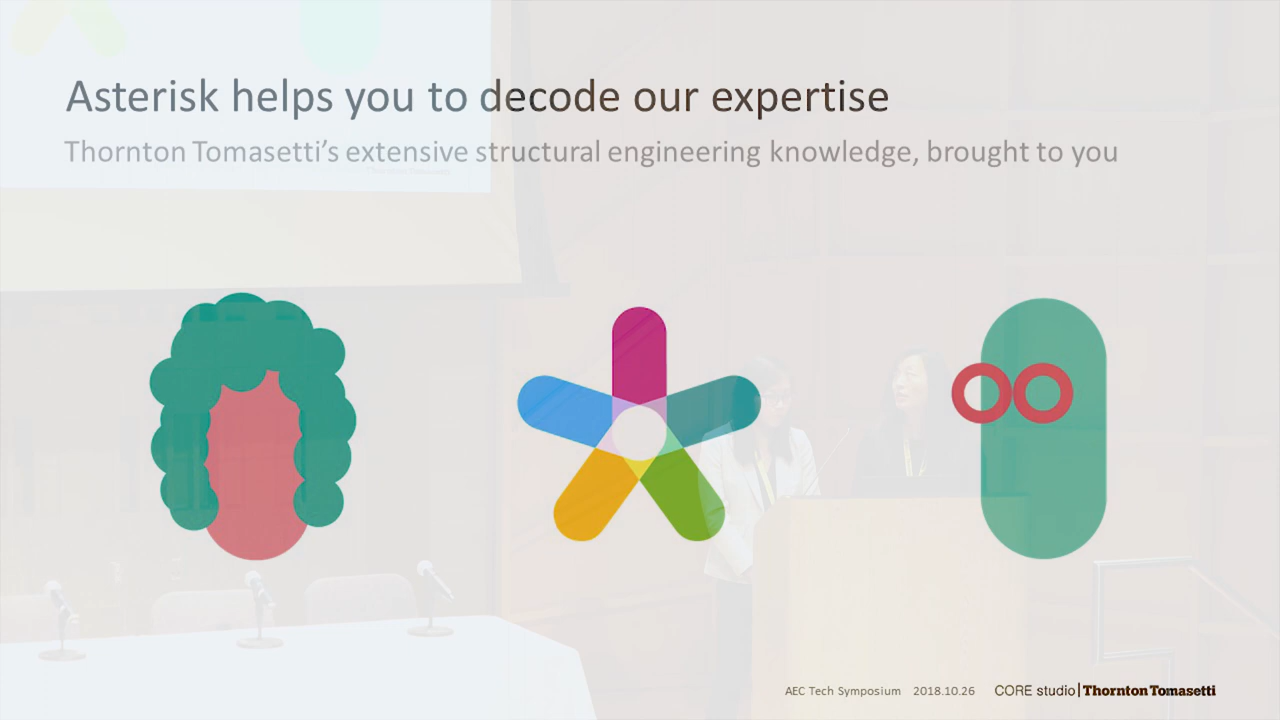 Asterisk helps you to decode our expertise
Thornton Tomasetti’s extensive structural engineering knowledge, brought to you
AEC Tech Symposium 2018.10.26 CORE studio | Thornton Tomasetti